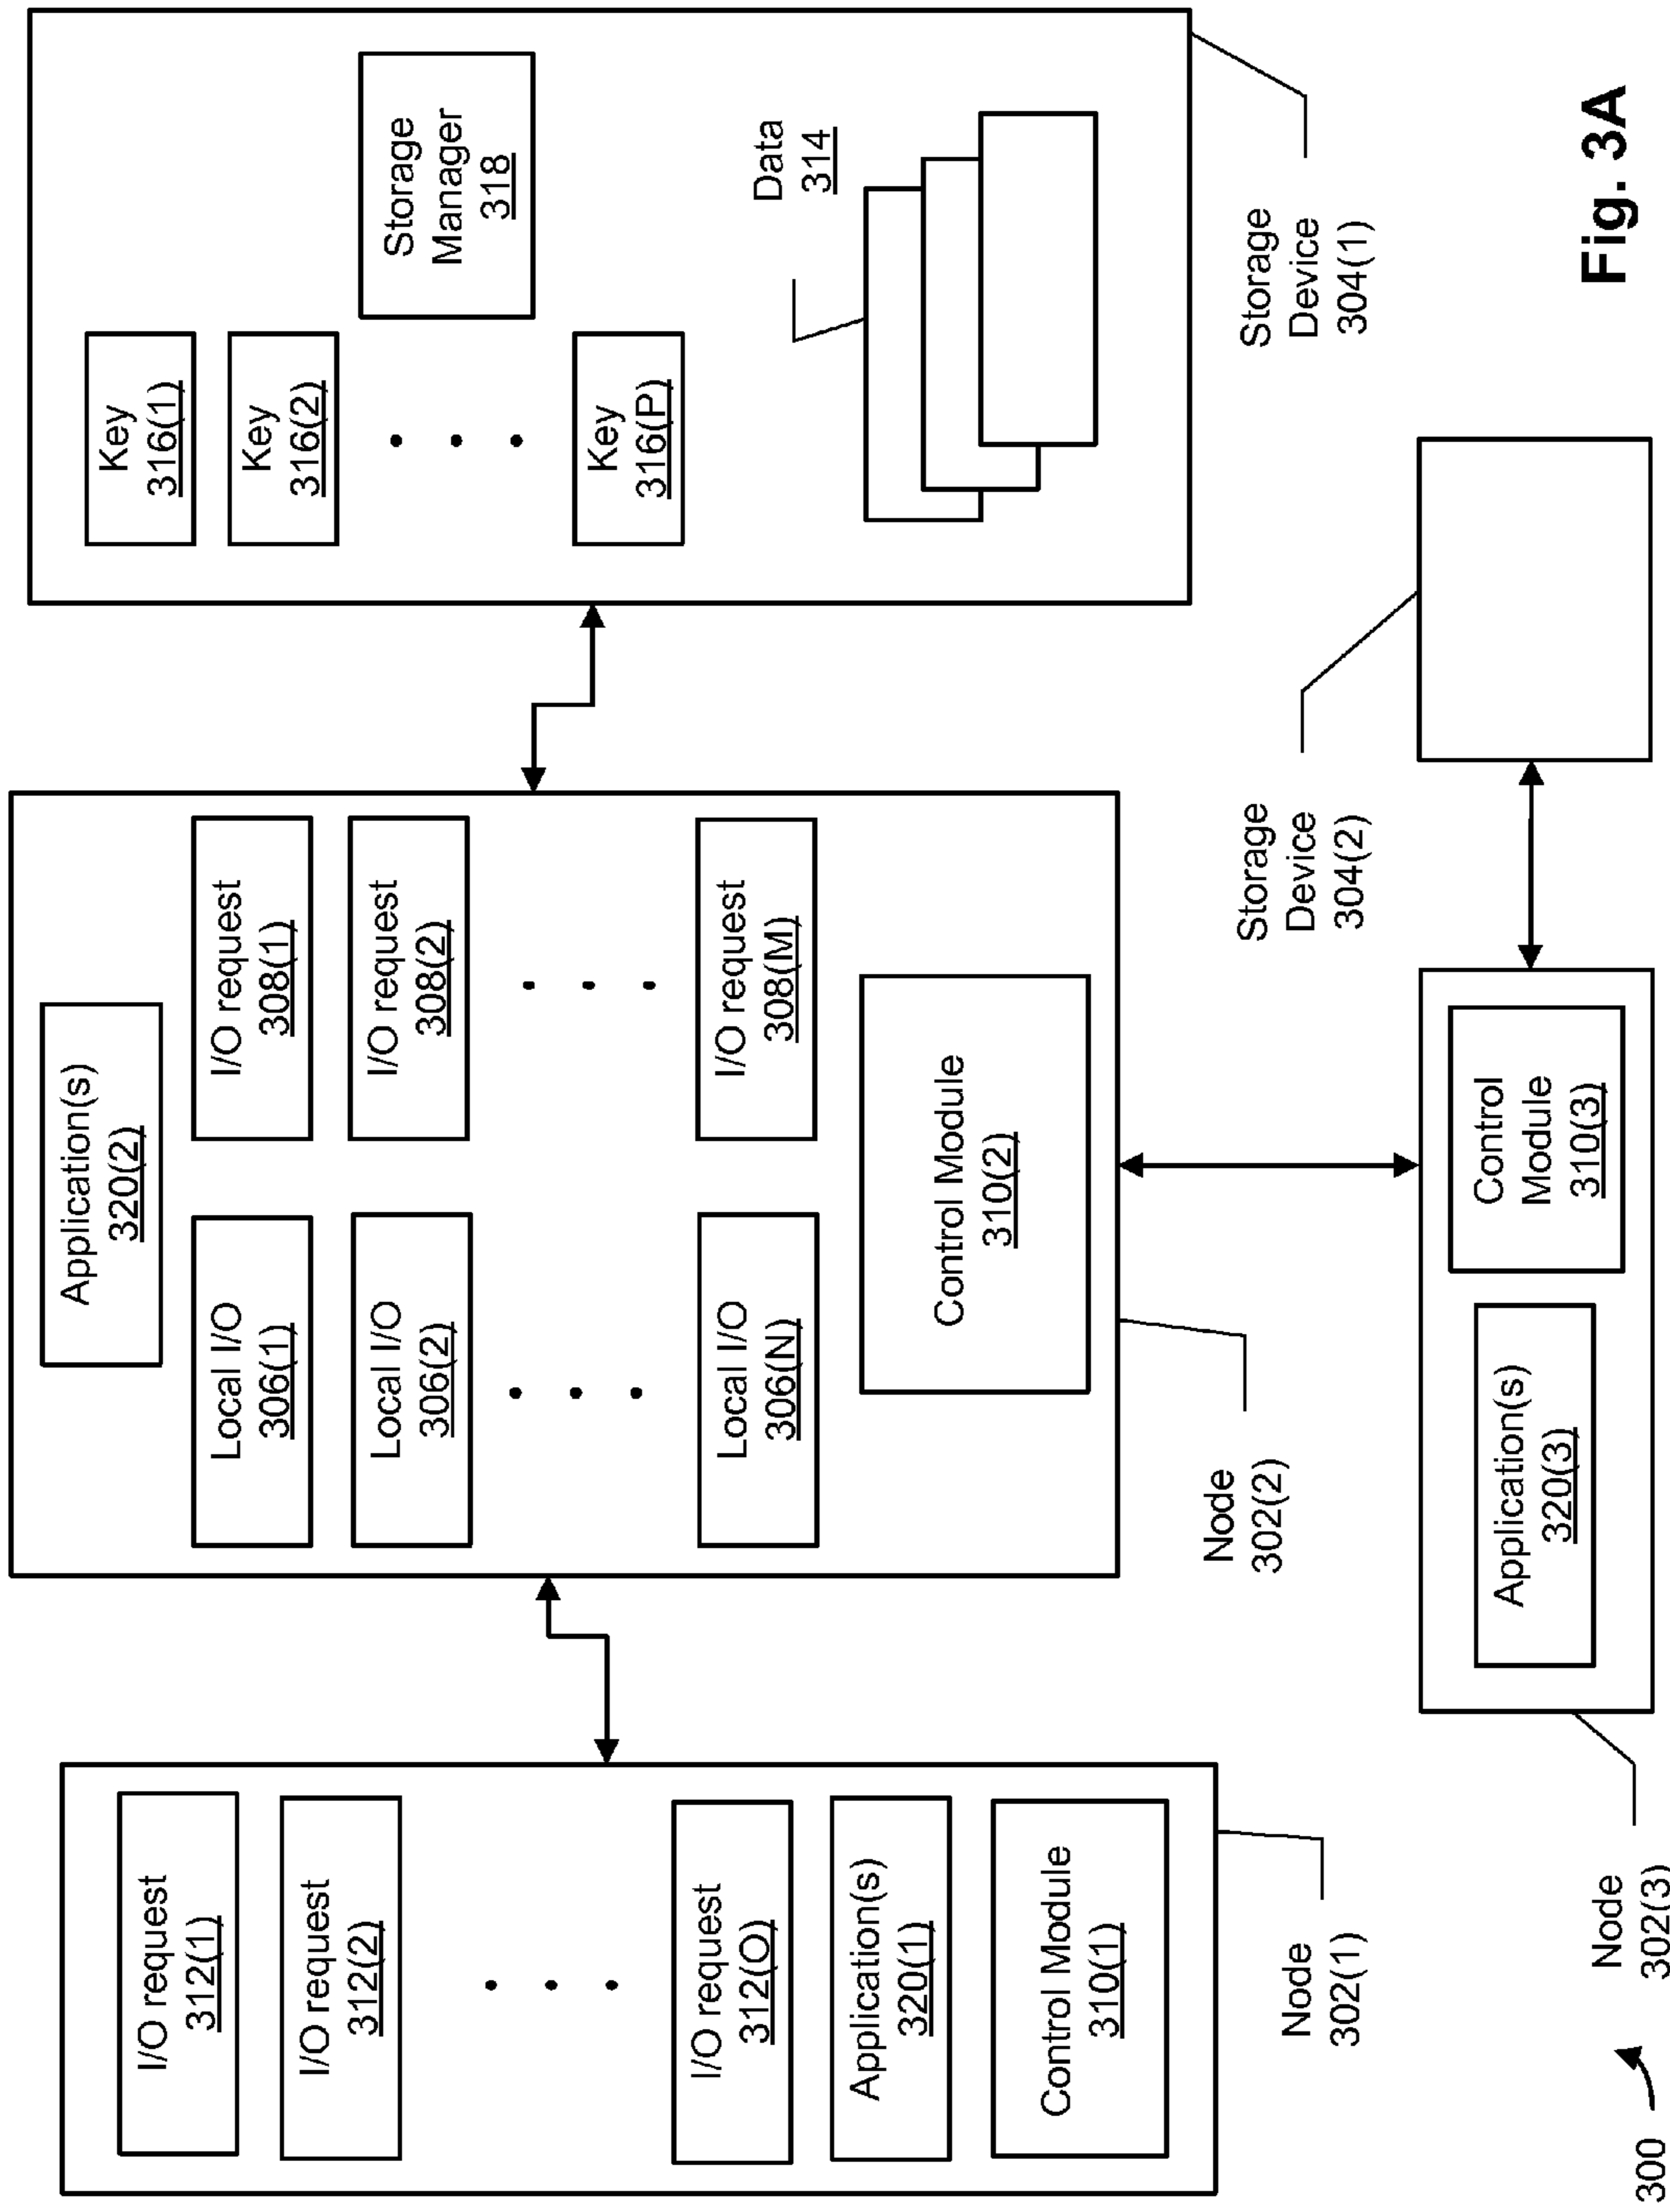 I/O request
312(1)
I/O request
312(2)
I/O request
312(O)
Application(s)
320(1)
Control Module
310(1)
Node
302(1)
Application(s)
320(2)
Local I/O
306(1)
I/O request
308(1)
Local I/O
306(2)
I/O request
308(2)
Local I/O
306(N)
I/O request
308(M)
Control Module
310(2)
Node
302(2)
Key
316(1)
Key
316(2)
Key
316(P)
Storage
Manager
318
Data
314
Storage
Device
304(1)
Application(s)
320(3)
Control
Module
310(3)
Node
302(3)
Storage
Device
304(2)
300
Fig. 3A